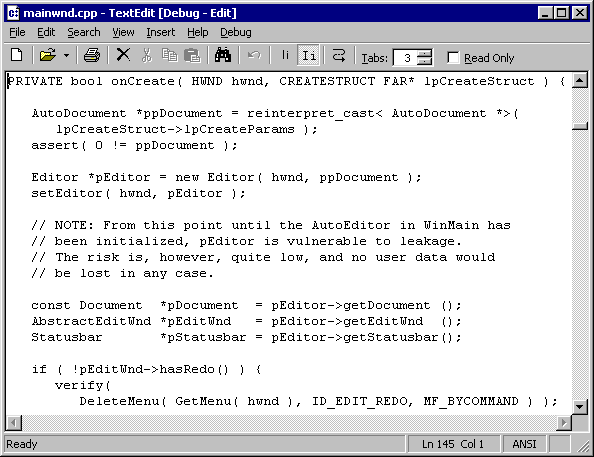 mainwnd.cpp - TextEdit [Debug - Edit]
File Edit Search View Insert Help Debug
Ii Ii Tabs: 3 Read Only
PRIVATE bool onCreate( HWND hwnd, CREATESTRUCT FAR* lpCreateStruct ) {
AutoDocument *ppDocument = reinterpret_cast< AutoDocument *>(
lpCreateStruct->lpCreateParams );
assert( 0 != ppDocument );
Editor *pEditor = new Editor( hwnd, ppDocument );
setEditor( hwnd, pEditor );
// NOTE: From this point until the AutoEditor in WinMain has
// been initialized, pEditor is vulnerable to leakage.
// The risk is, however, quite low, and no user data would
// be lost in any case.
const Document  *pDocument  = pEditor->getDocument ();
AbstractEditWnd *pEditWnd   = pEditor->getEditWnd  ();
Statusbar       *pStatusbar = pEditor->getStatusbar();
if ( !pEditWnd->hasRedo() ) {
verify(
DeleteMenu( GetMenu( hwnd ), ID_EDIT_REDO, MF_BYCOMMAND ) );
Ready Ln 145 Col 1 ANSI